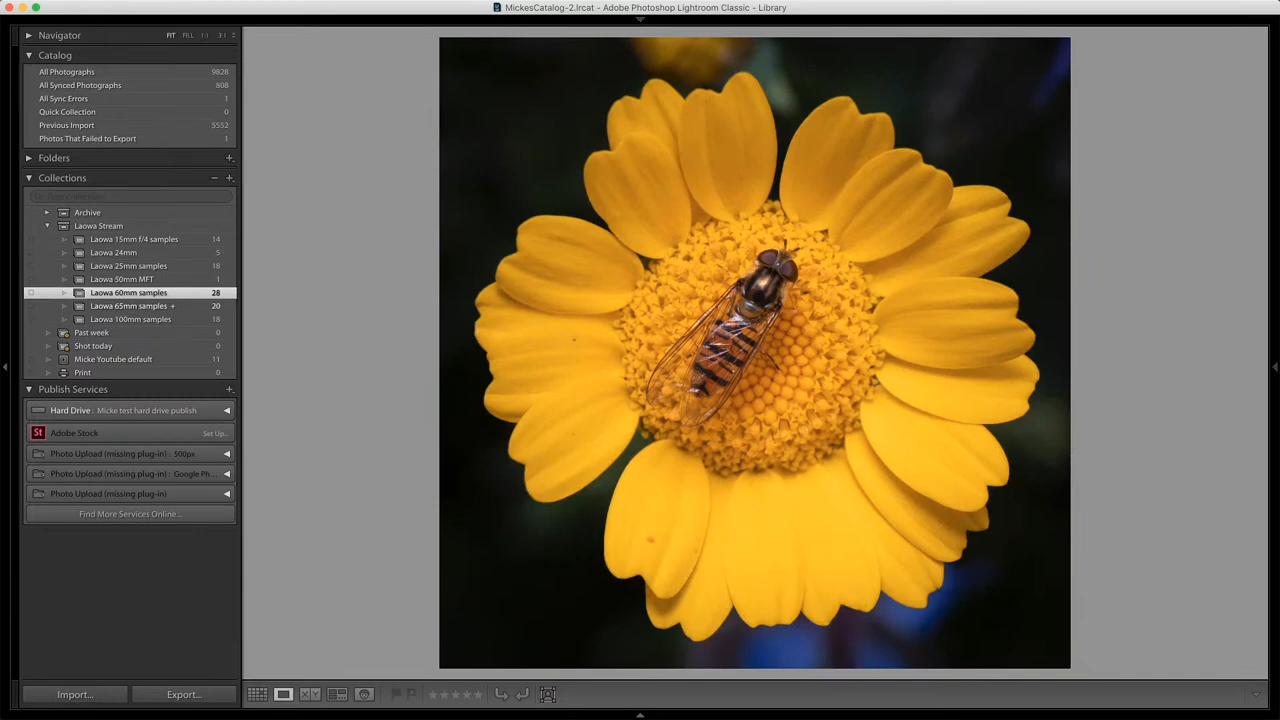 MickesCatalog-2.lrcat - Adobe Photoshop Lightroom Classic - Library
Navigator FIT FILL 1:1 3:1
Catalog
All Photographs 9828
All Synced Photographs 808
All Sync Errors 1
Quick Collection 0
Previous Import 5552
Photos That Failed to Export 1
Folders +
Collections − +
Archive
Laowa Stream
Laowa 15mm f/4 samples 14
Laowa 24mm 5
Laowa 25mm samples 18
Laowa 50mm MFT 1
Laowa 60mm samples 28
Laowa 65mm samples + 20
Laowa 100mm samples 18
Past week 0
Shot today 0
Micke Youtube default 11
Print 0
Publish Services +
Hard Drive : Micke test hard drive publish
St Adobe Stock Set Up...
Photo Upload (missing plug-in) : 500px
Photo Upload (missing plug-in) : Google Ph...
Photo Upload (missing plug-in)
Find More Services Online...
Import... Export... XY